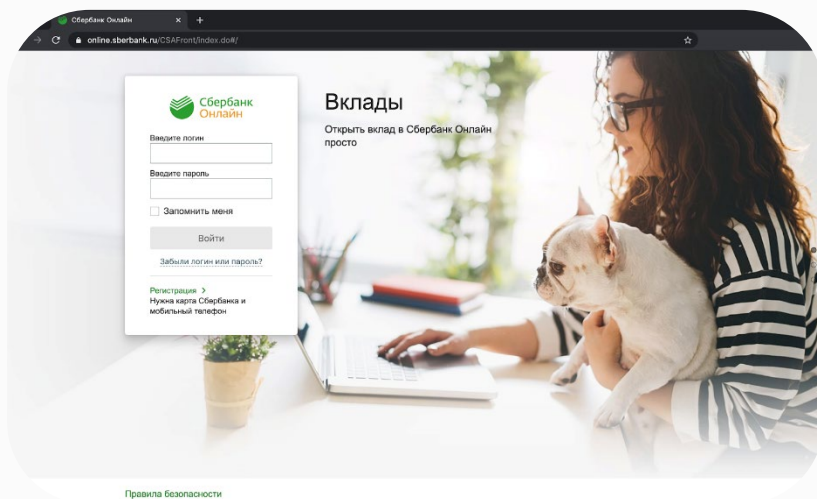 Сбербанк Онлайн
online.sberbank.ru/CSAFront/index.do#/
Сбербанк
Онлайн
Введите логин
Введите пароль
Запомнить меня
Войти
Забыли логин или пароль?
Регистрация
Нужна карта Сбербанка и
мобильный телефон
Вклады
Открыть вклад в Сбербанк Онлайн
просто
Правила безопасности